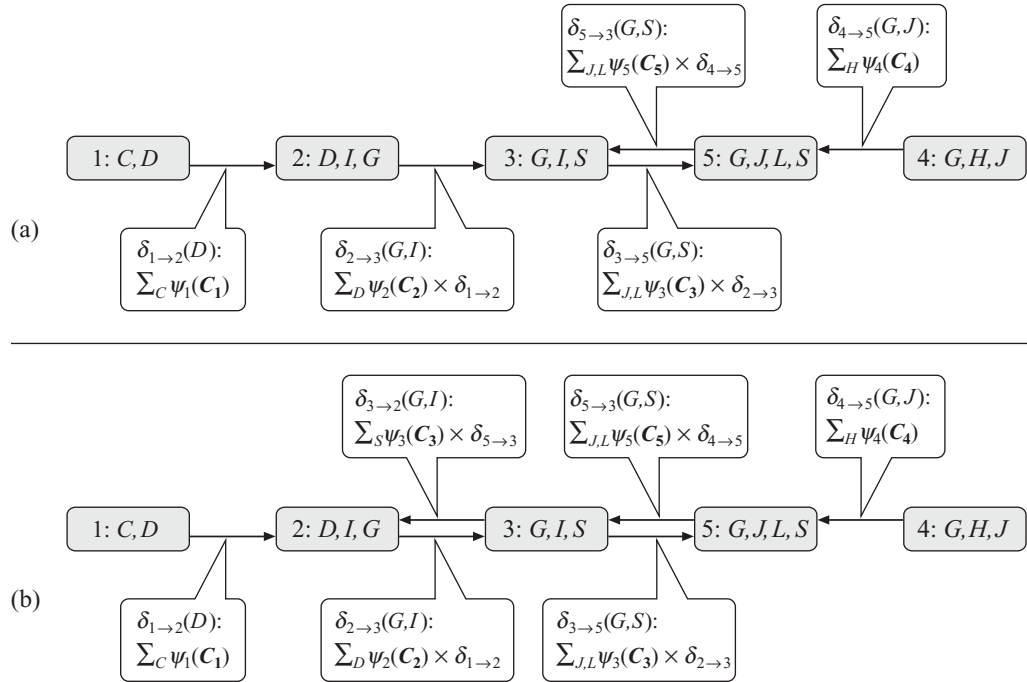 δ5→3(G,S): δ4→5(G,J):
∑J,L ψ5(C5) × δ4→5 ∑H ψ4(C4)
1: C,D 2: D,I,G 3: G,I,S 5: G,J,L,S 4: G,H,J
(a)
δ1→2(D): δ2→3(G,I): δ3→5(G,S):
∑C ψ1(C1) ∑D ψ2(C2) × δ1→2 ∑J,L ψ3(C3) × δ2→3
δ3→2(G,I): δ5→3(G,S): δ4→5(G,J):
∑S ψ3(C3) × δ5→3 ∑J,L ψ5(C5) × δ4→5 ∑H ψ4(C4)
1: C,D 2: D,I,G 3: G,I,S 5: G,J,L,S 4: G,H,J
(b)
δ1→2(D): δ2→3(G,I): δ3→5(G,S):
∑C ψ1(C1) ∑D ψ2(C2) × δ1→2 ∑J,L ψ3(C3) × δ2→3